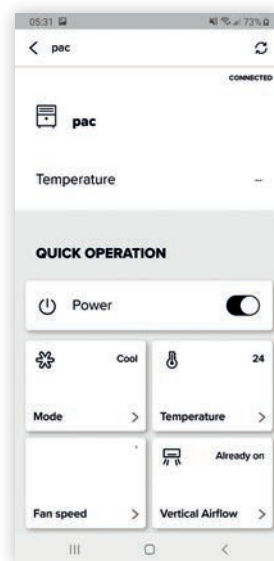 05:31 73%
pac
CONNECTED
pac
Temperature --
QUICK OPERATION
Power
Cool 24
Mode Temperature
Already on
Fan speed Vertical Airflow